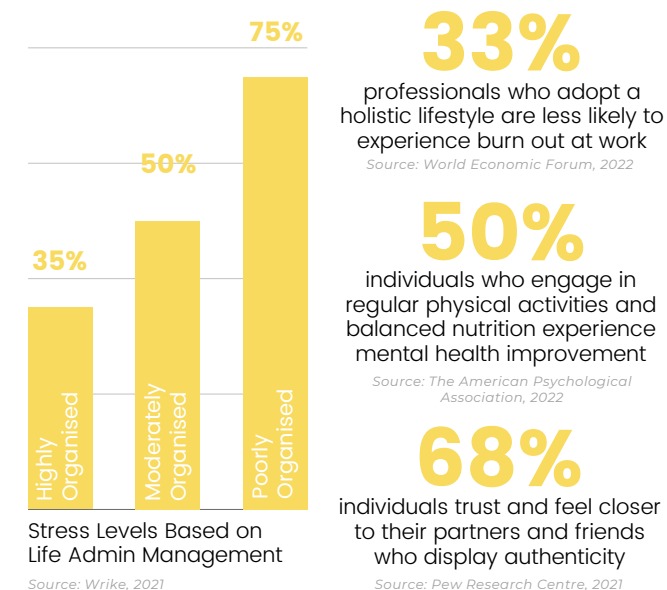 75%
50%
35%
Highly
Organised
Moderately
Organised
Poorly
Organised
Stress Levels Based on
Life Admin Management
Source: Wrike, 2021
33%
professionals who adopt a
holistic lifestyle are less likely to
experience burn out at work
Source: World Economic Forum, 2022
50%
individuals who engage in
regular physical activities and
balanced nutrition experience
mental health improvement
Source: The American Psychological
Association, 2022
68%
individuals trust and feel closer
to their partners and friends
who display authenticity
Source: Pew Research Centre, 2021